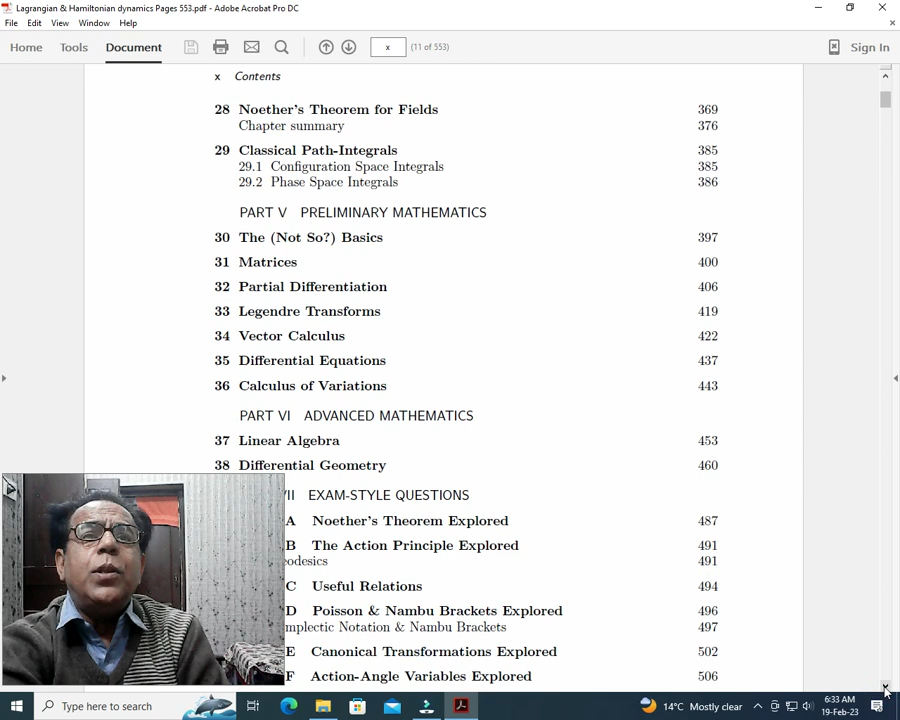 Lagrangian & Hamiltonian dynamics Pages 553.pdf - Adobe Acrobat Pro DC
File Edit View Window Help
Home Tools Document x (11 of 553) Sign In
x Contents
28 Noether's Theorem for Fields 369
Chapter summary 376
29 Classical Path-Integrals 385
29.1 Configuration Space Integrals 385
29.2 Phase Space Integrals 386
PART V PRELIMINARY MATHEMATICS
30 The (Not So?) Basics 397
31 Matrices 400
32 Partial Differentiation 406
33 Legendre Transforms 419
34 Vector Calculus 422
35 Differential Equations 437
36 Calculus of Variations 443
PART VI ADVANCED MATHEMATICS
37 Linear Algebra 453
38 Differential Geometry 460
VII EXAM-STYLE QUESTIONS
A Noether's Theorem Explored 487
B The Action Principle Explored 491
eodesics 491
C Useful Relations 494
D Poisson & Nambu Brackets Explored 496
mplectic Notation & Nambu Brackets 497
E Canonical Transformations Explored 502
F Action-Angle Variables Explored 506
Type here to search 14°C Mostly clear 6:33 AM
19-Feb-23